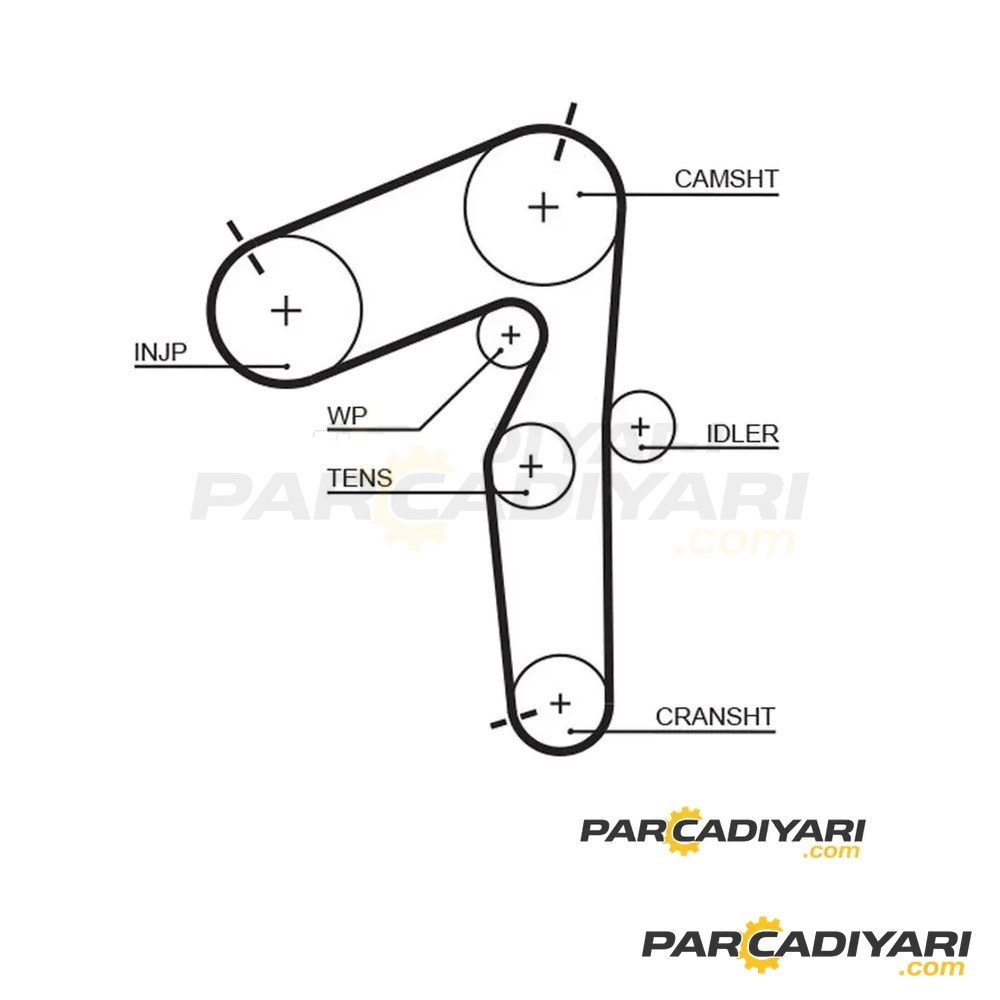 CAMSHT
INJP
WP
IDLER
TENS
PARCADIYARI
.com
CRANSHT
PARCADIYARI
.com
PARCADIYARI
.com